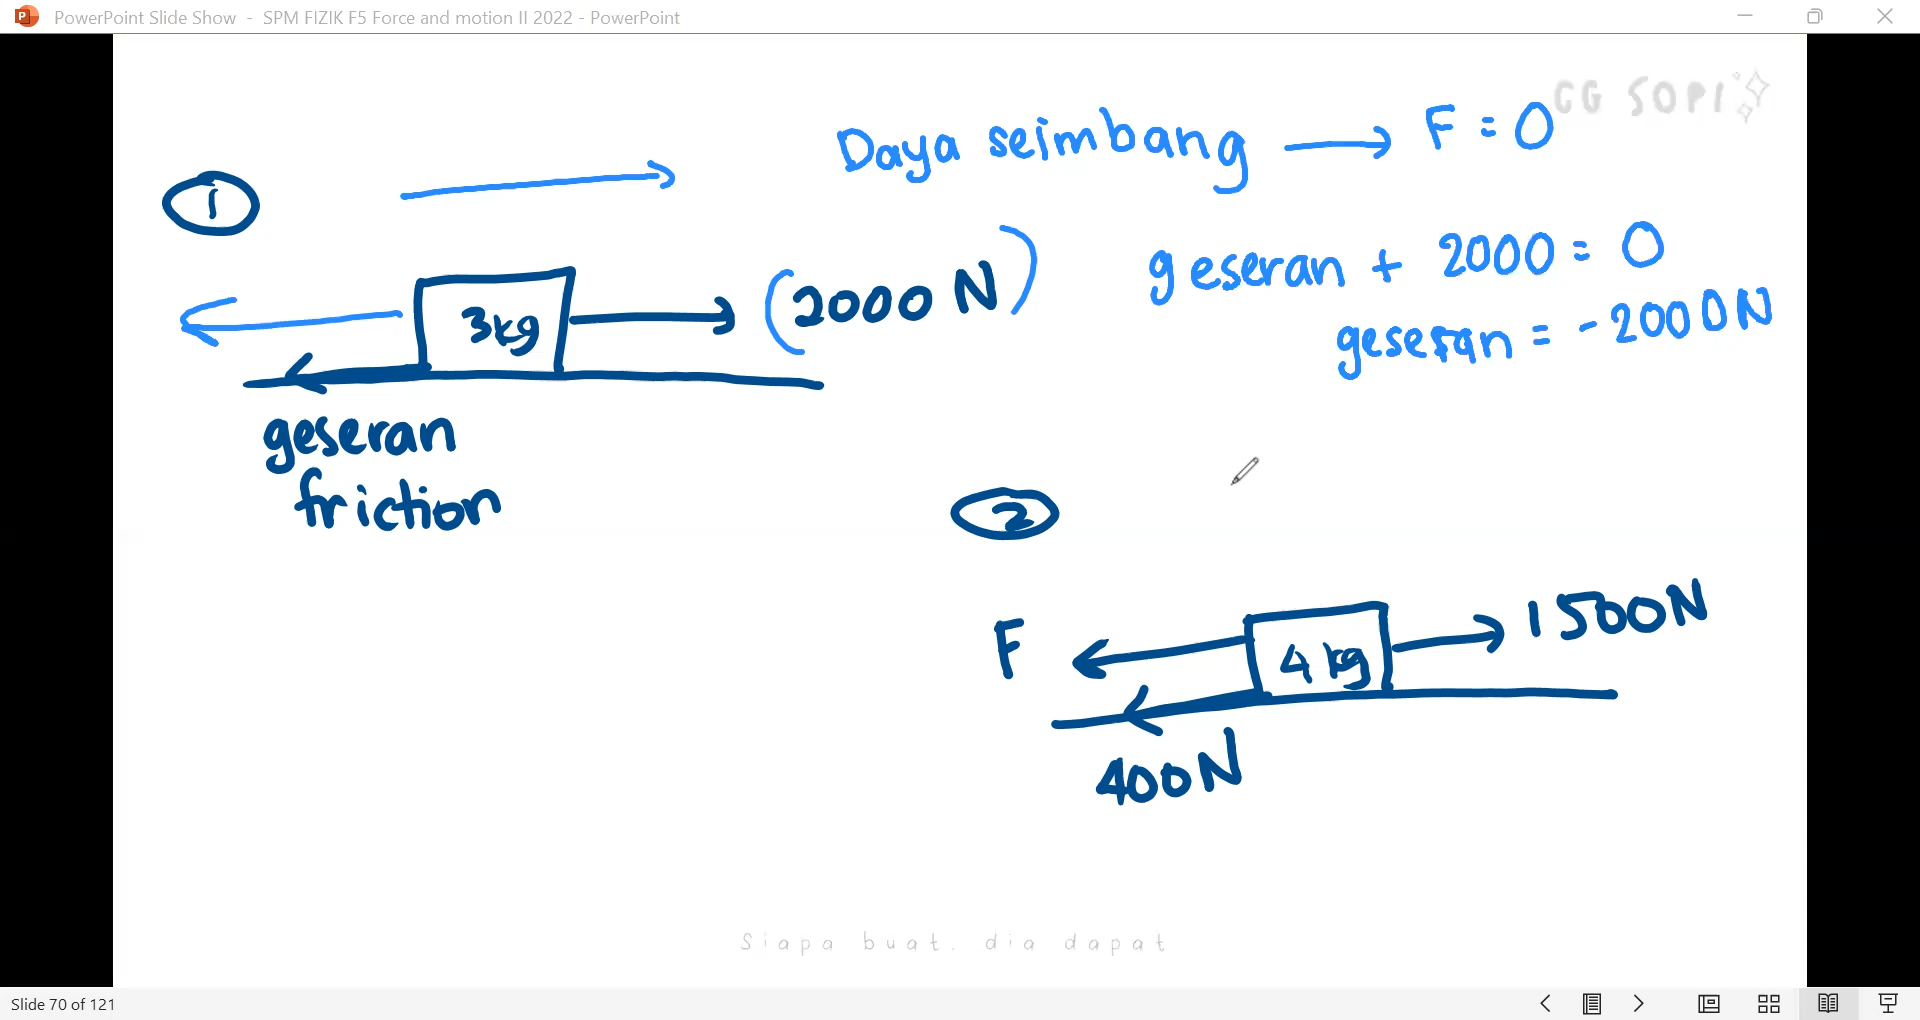 PowerPoint Slide Show - SPM FIZIK F5 Force and motion II 2022 - PowerPoint
CG SOPI
Daya seimbang → F = 0
1
geseran + 2000 = 0
3kg
(2000 N)
geseran = -2000N
geseran
friction
2
F
4 kg
1500N
400N
Siapa buat. dia dapat
Slide 70 of 121